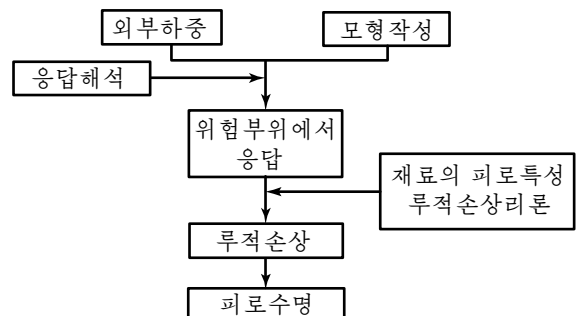 외부하중
모형작성
응답해석
위험부위에서
응답
재료의 피로특성
루적손상리론
루적손상
피로수명